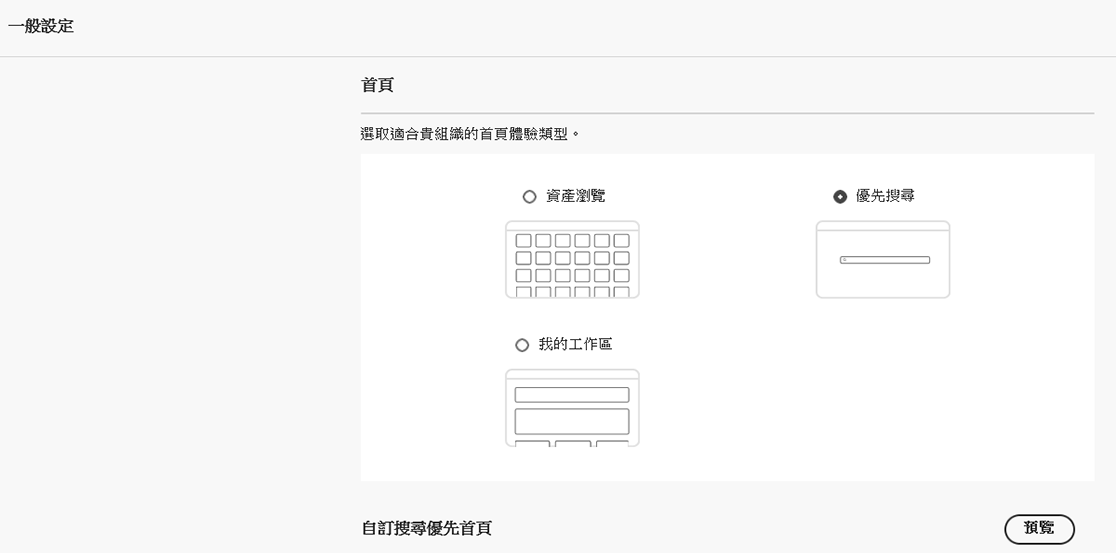 一般設定
首頁
選取適合貴組織的首頁體驗類型。
資產瀏覽
優先搜尋
我的工作區
自訂搜尋優先首頁
預覽